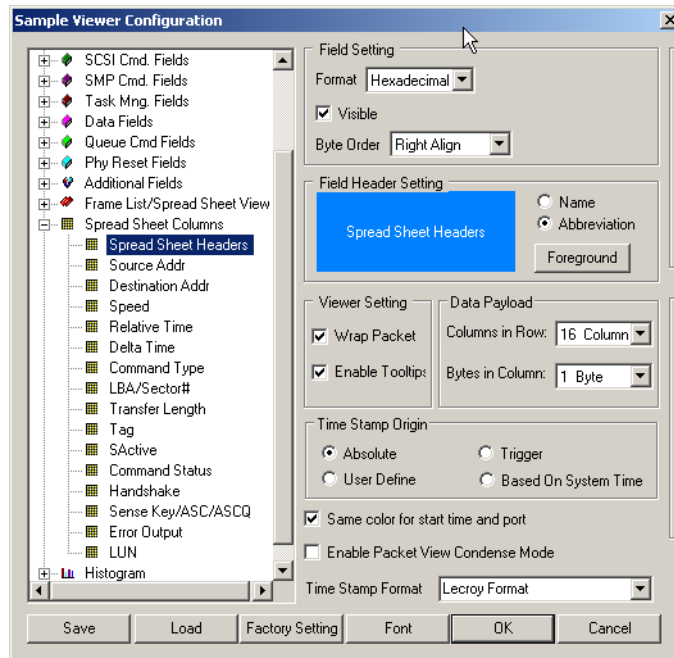 Sample Viewer Configuration
SCSI Cmd. Fields
SMP Cmd. Fields
Task Mng. Fields
Data Fields
Queue Cmd Fields
Phy Reset Fields
Additional Fields
Frame List/Spread Sheet View
Spread Sheet Columns
Spread Sheet Headers
Source Addr
Destination Addr
Speed
Relative Time
Delta Time
Command Type
LBA/Sector#
Transfer Length
Tag
SActive
Command Status
Handshake
Sense Key/ASC/ASCQ
Error Output
LUN
Histogram
Field Setting
Format Hexadecimal
Visible
Byte Order Right Align
Field Header Setting
Spread Sheet Headers
Name
Abbreviation
Foreground
Viewer Setting
Wrap Packet
Enable Tooltips
Data Payload
Columns in Row: 16 Column
Bytes in Column: 1 Byte
Time Stamp Origin
Absolute Trigger
User Define Based On System Time
Same color for start time and port
Enable Packet View Condense Mode
Time Stamp Format Lecroy Format
Save Load Factory Setting Font OK Cancel